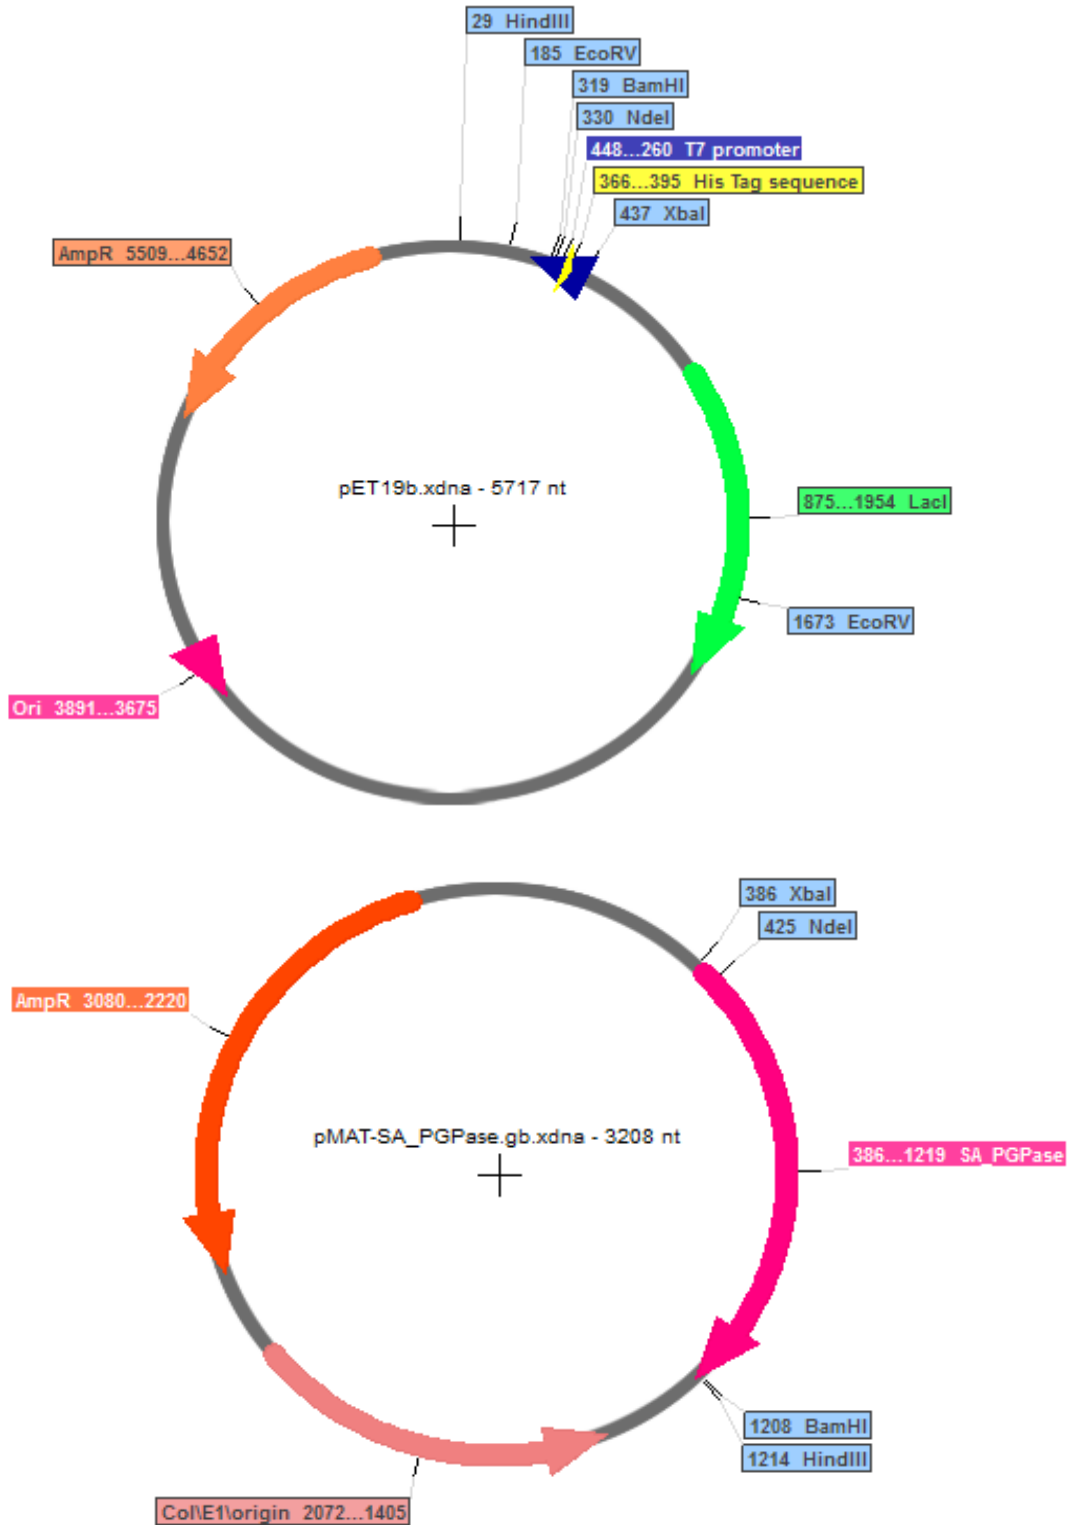 29 HindIII
185 EcoRV
319 BamHI
330 NdeI
448...260 T7 promoter
366...395 His Tag sequence
437 XbaI
AmpR 5509...4652
pET19b.xdna - 5717 nt
875...1954 LacI
1673 EcoRV
Ori 3891...3675
386 XbaI
425 NdeI
AmpR 3080...2220
pMAT-SA_PGPase.gb.xdna - 3208 nt
386...1219 SA_PGPase
1208 BamHI
1214 HindIII
Col\E1\origin 2072...1405